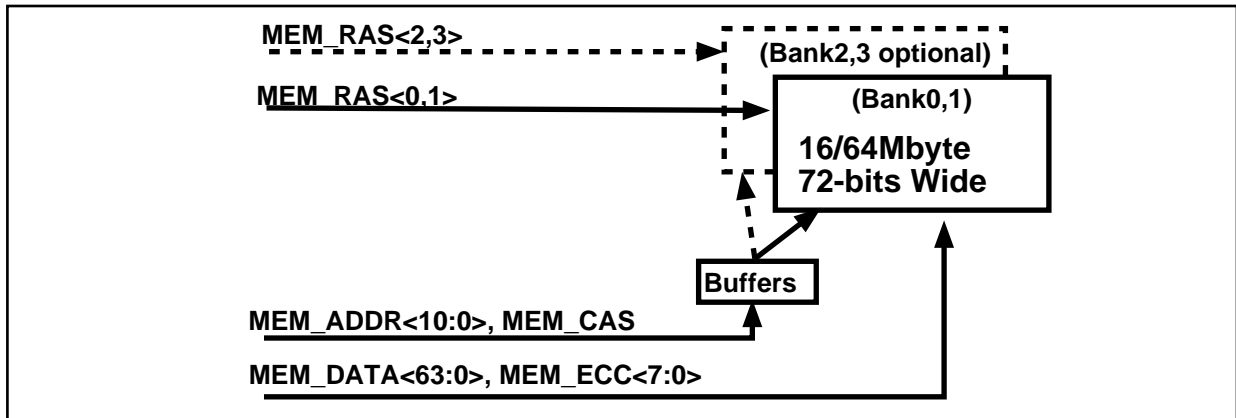 MEM_RAS<2,3>
(Bank2,3 optional)
MEM_RAS<0,1>
(Bank0,1)
16/64Mbyte
72-bits Wide
Buffers
MEM_ADDR<10:0>, MEM_CAS
MEM_DATA<63:0>, MEM_ECC<7:0>